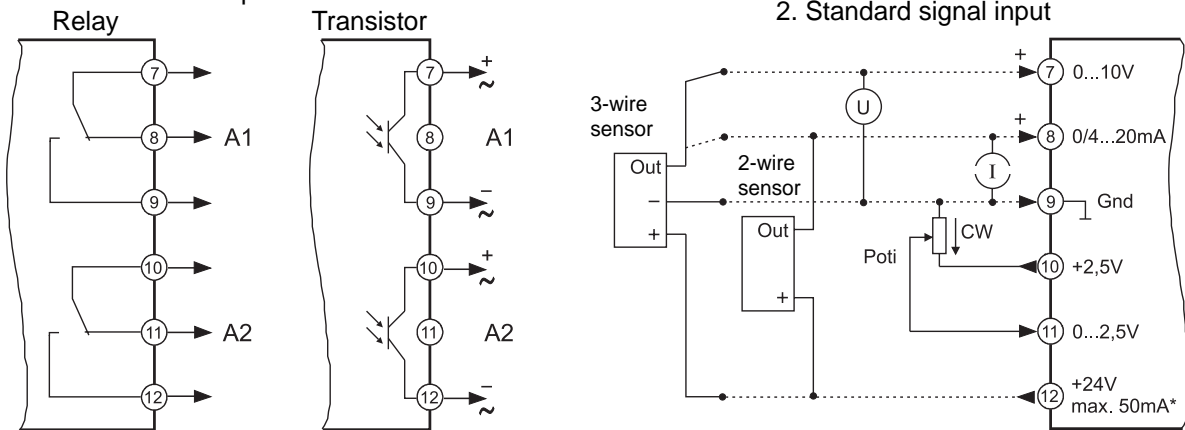 Relay
7
8
A1
9
10
11
A2
12
Transistor
7
+
~
8
A1
9
−
~
10
+
~
11
A2
12
−
~
2. Standard signal input
3-wire
sensor
Out
−
+
2-wire
sensor
Out
+
U
I
Poti
CW
+
7 0...10V
+
8 0/4...20mA
9 Gnd
10 +2,5V
11 0...2,5V
12 +24V
max. 50mA*